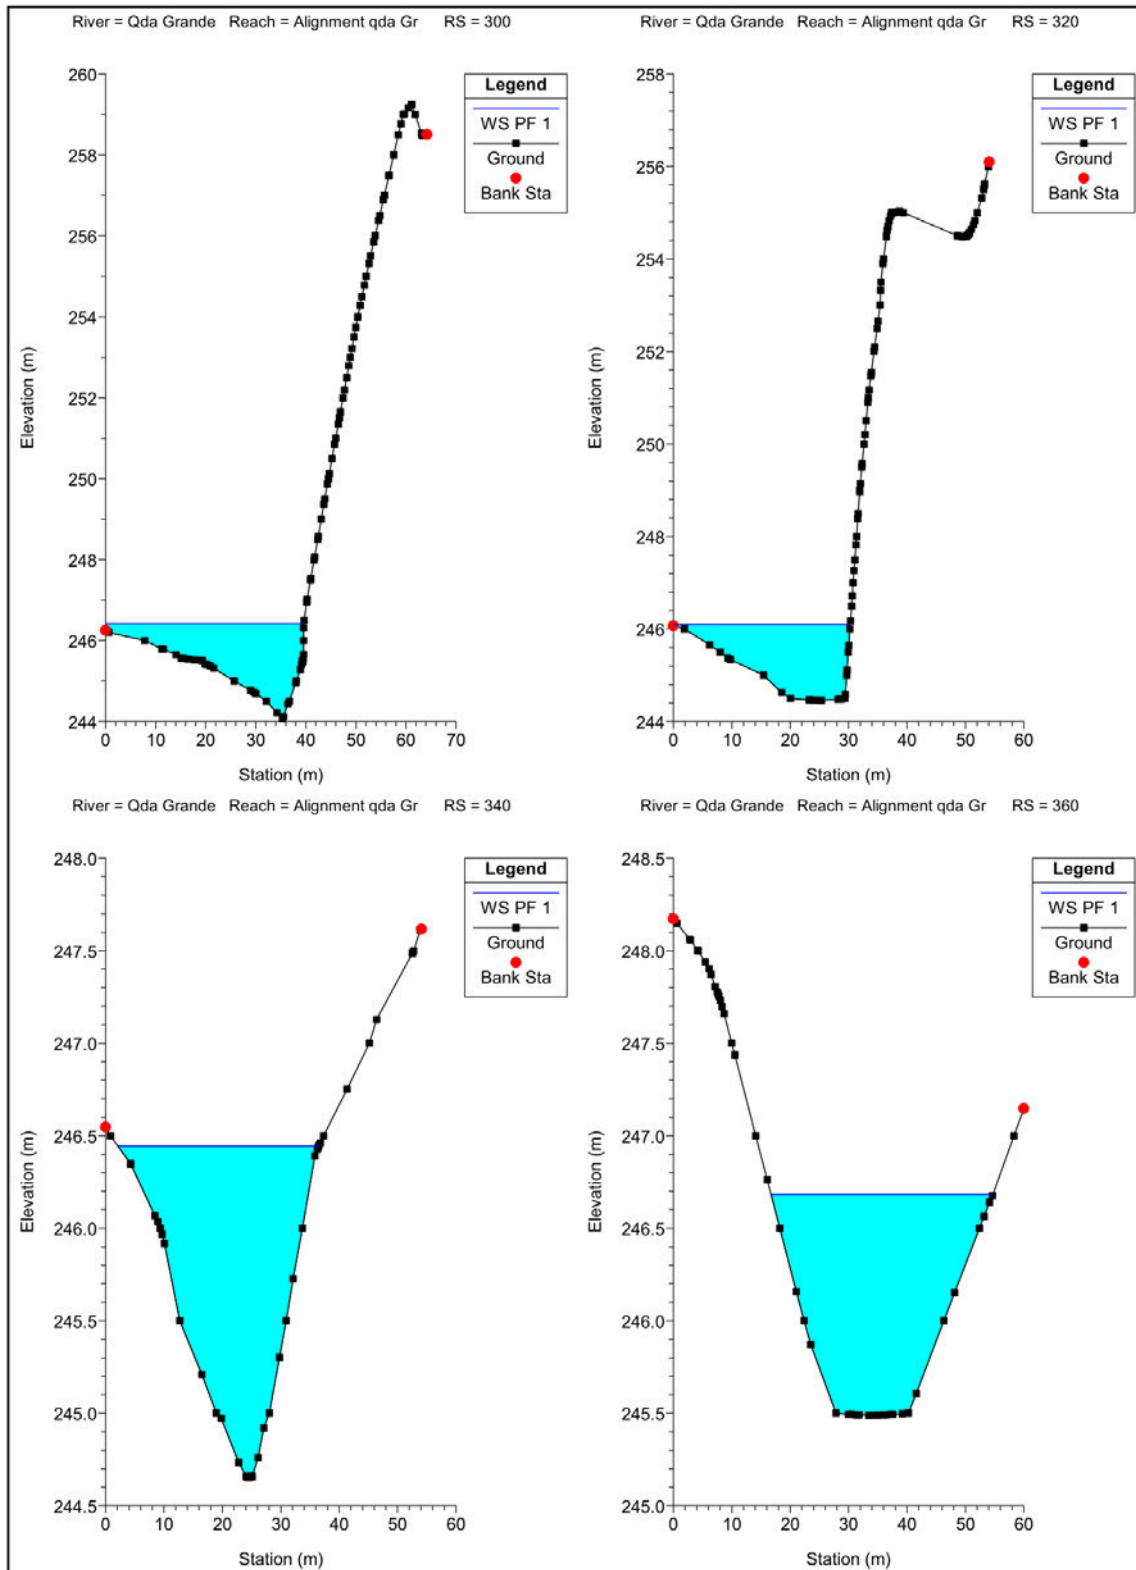 River = Qda Grande Reach = Alignment qda Gr RS = 300
260
258
256
254
252
250
248
246
244
0 10 20 30 40 50 60 70
Elevation (m)
Station (m)
Legend
WS PF 1
Ground
Bank Sta
River = Qda Grande Reach = Alignment qda Gr RS = 320
258
256
254
252
250
248
246
244
0 10 20 30 40 50 60
Elevation (m)
Station (m)
Legend
WS PF 1
Ground
Bank Sta
River = Qda Grande Reach = Alignment qda Gr RS = 340
248.0
247.5
247.0
246.5
246.0
245.5
245.0
244.5
0 10 20 30 40 50 60
Elevation (m)
Station (m)
Legend
WS PF 1
Ground
Bank Sta
River = Qda Grande Reach = Alignment qda Gr RS = 360
248.5
248.0
247.5
247.0
246.5
246.0
245.5
245.0
0 10 20 30 40 50 60
Elevation (m)
Station (m)
Legend
WS PF 1
Ground
Bank Sta